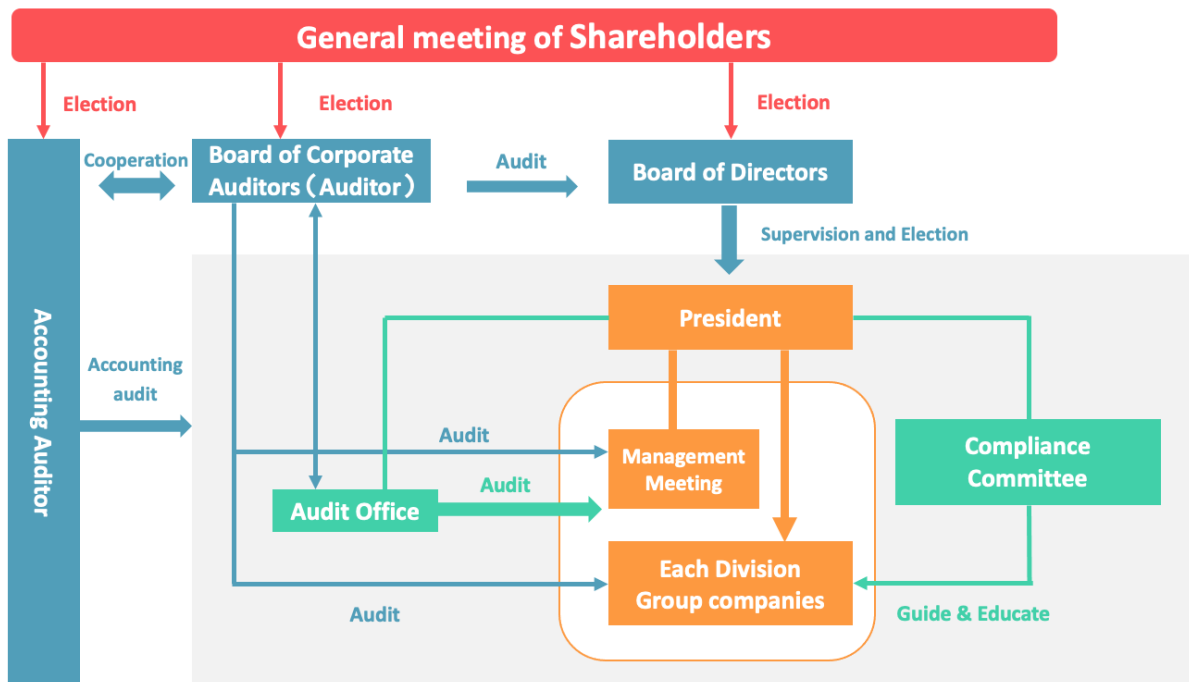 General meeting of Shareholders
Election
Election
Election
Cooperation
Board of Corporate
Auditors ( Auditor )
Audit
Board of Directors
Supervision and Election
Accounting Auditor
President
Accounting
audit
Audit
Management
Meeting
Compliance
Committee
Audit
Audit Office
Each Division
Group companies
Audit
Guide & Educate